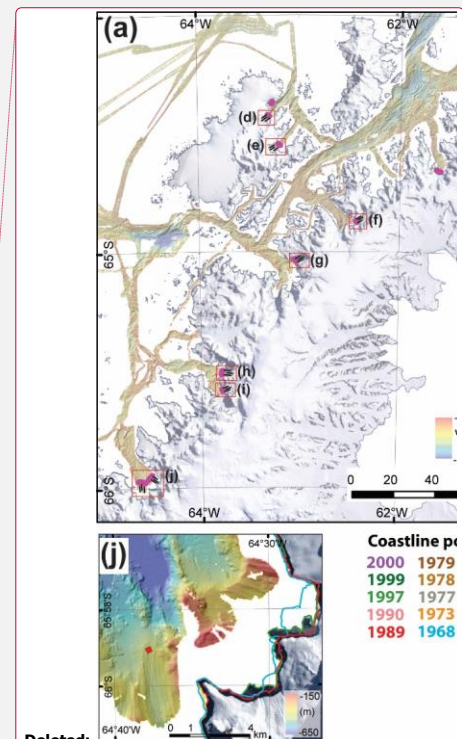 (a)
64°W
62°W
(d)
(e)
(f)
65°S
(g)
(h)
(i)
(j)
66°S
0 20 40
64°W
62°W
(j)
64°30'W
65°58'S
66°S
-150
(m)
-650
0 1 2 4
km
64°40'W
Coastline po
2000 1979
1999 1978
1997 1977
1990 1973
1989 1968
Deleted: